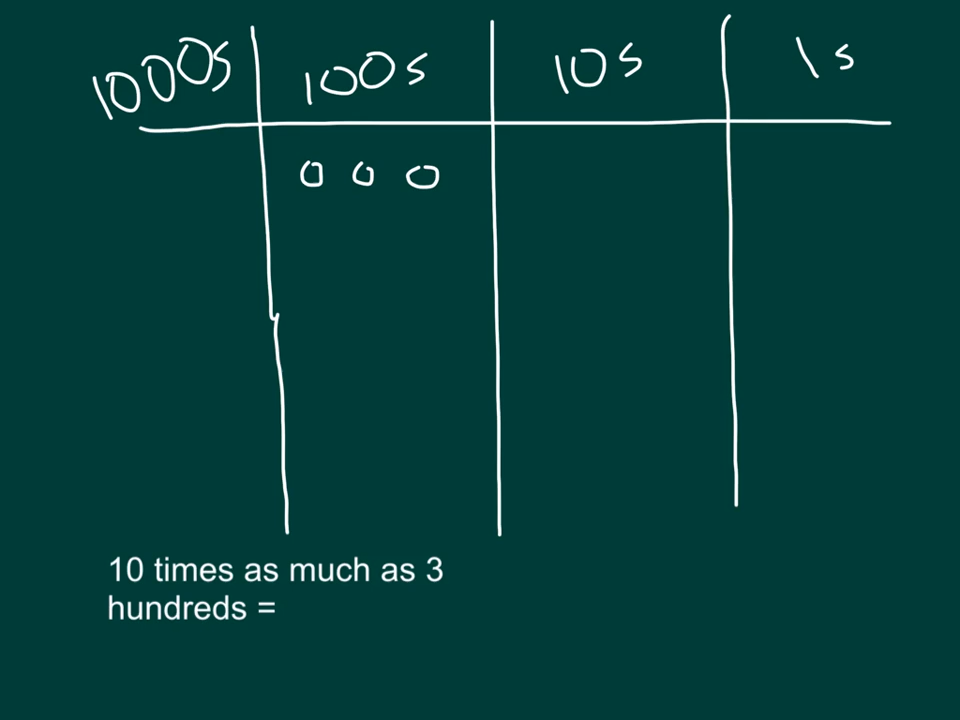 1000s 100s 10s 1s
0 0 0
10 times as much as 3
hundreds =